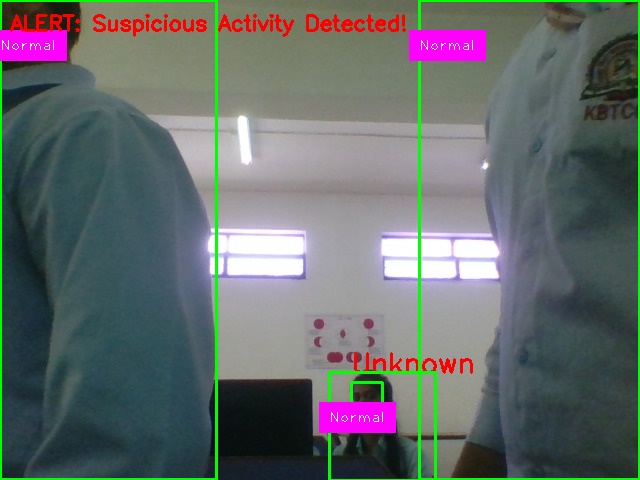 ALERT: Suspicious Activity Detected!
Normal
Normal
KBTC
Unknown
Normal